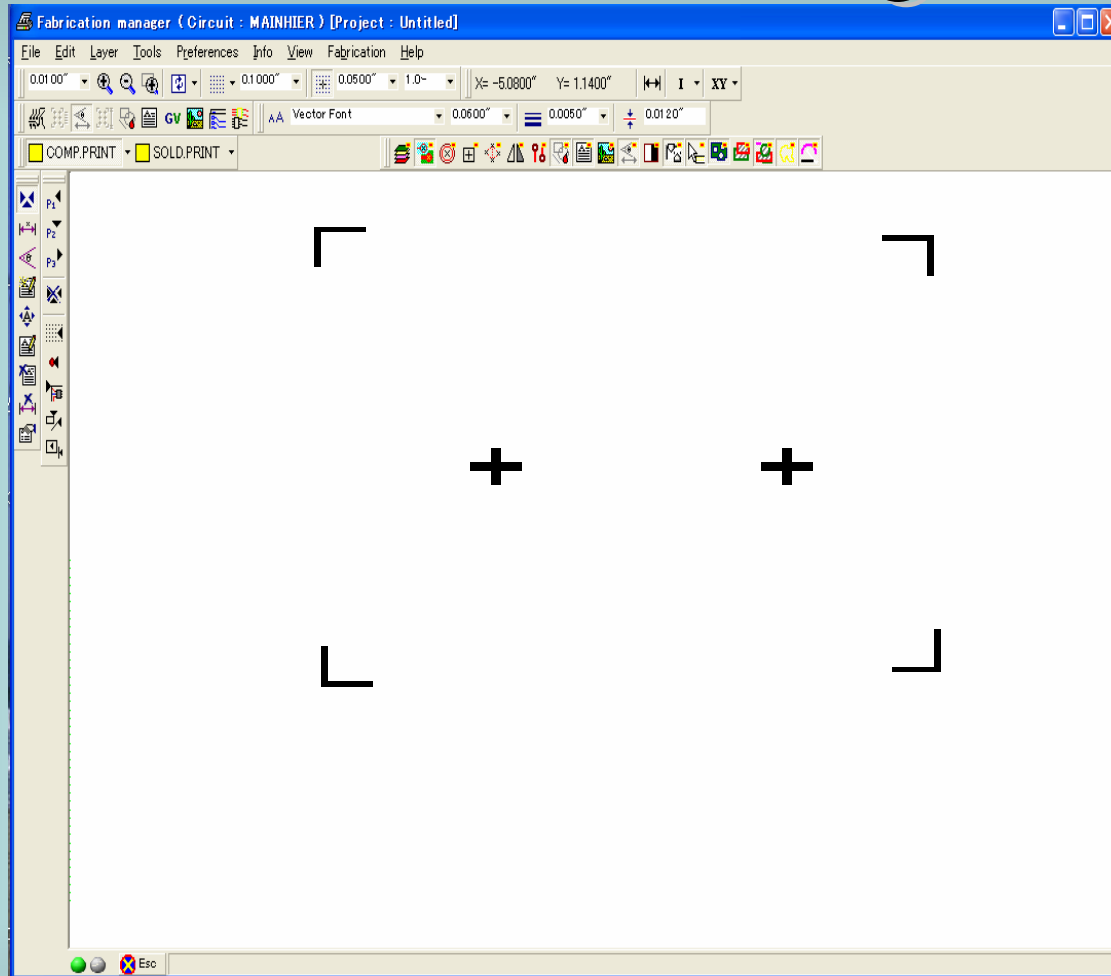 Fabrication manager ( Circuit : MAINHIER ) [Project : Untitled]
File Edit Layer Tools Preferences Info View Fabrication Help
0.0100" 0.1000" 0.0500" 1.0~ X= -5.0800" Y= 1.1400" I XY
GV AA Vector Font 0.0600" 0.0050" 0.0120"
COMP.PRINT SOLD.PRINT
P1
P2
P3
Esc